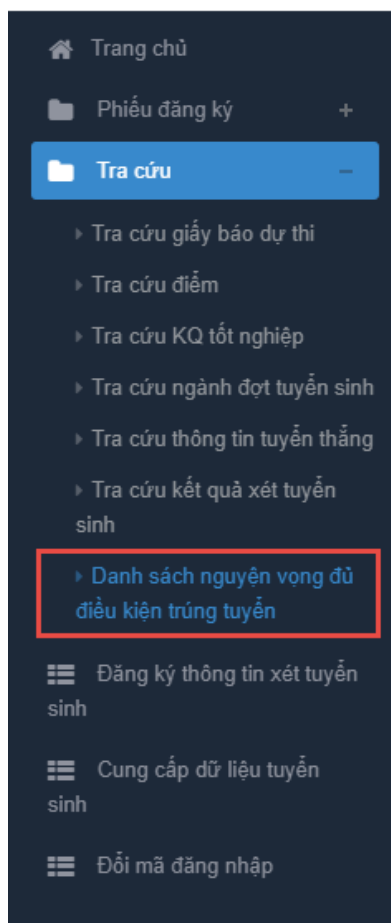 Trang chủ
Phiếu đăng ký +
Tra cứu −
Tra cứu giấy báo dự thi
Tra cứu điểm
Tra cứu KQ tốt nghiệp
Tra cứu ngành đợt tuyển sinh
Tra cứu thông tin tuyển thẳng
Tra cứu kết quả xét tuyển
sinh
Danh sách nguyện vọng đủ
điều kiện trúng tuyển
Đăng ký thông tin xét tuyển
sinh
Cung cấp dữ liệu tuyển
sinh
Đổi mã đăng nhập